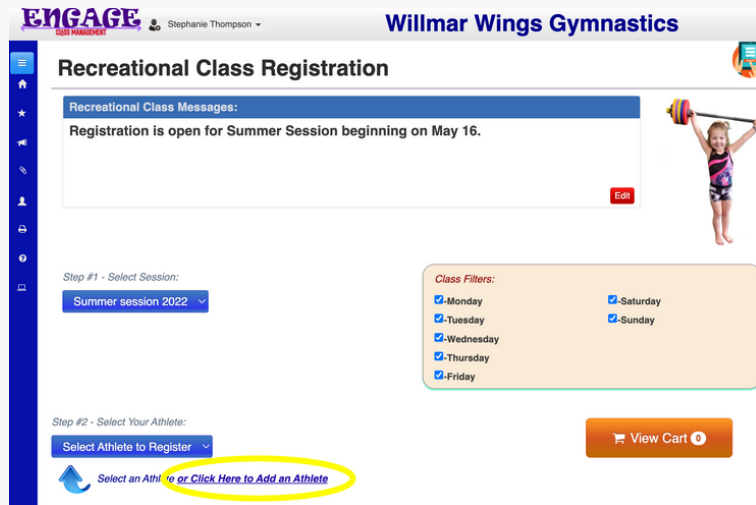 ENGAGE
CLASS MANAGEMENT
Stephanie Thompson
Willmar Wings Gymnastics
Recreational Class Registration
Recreational Class Messages:
Registration is open for Summer Session beginning on May 16.
Edit
Step #1 - Select Session:
Summer session 2022
Class Filters:
-Monday
-Saturday
-Tuesday
-Sunday
-Wednesday
-Thursday
-Friday
Step #2 - Select Your Athlete:
Select Athlete to Register
View Cart 0
Select an Athlete or Click Here to Add an Athlete